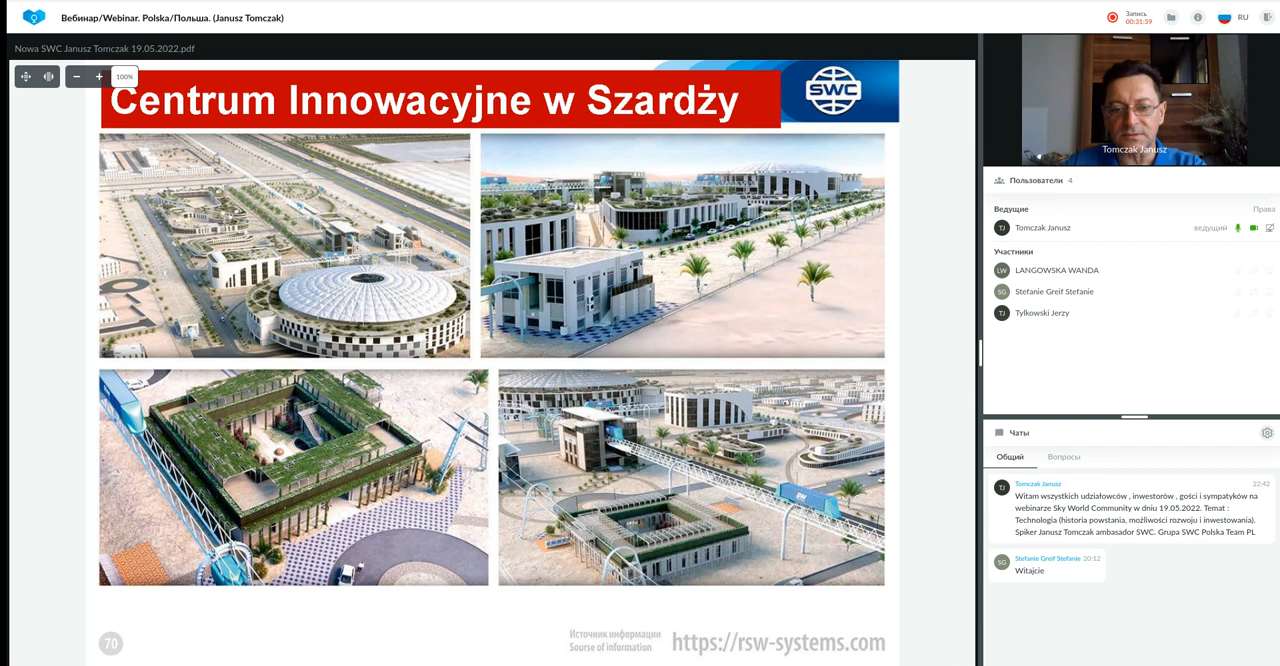 Вебинар/Webinar. Polska/Польша. (Janusz Tomczak)
Запись
00:31:59
RU
Nowa SWC Janusz Tomczak 19.05.2022.pdf
100%
Centrum Innowacyjne w Szardży
SWC
70
Источник информации
Sourse of information
https://rsw-systems.com
Tomczak Janusz
Пользователи 4
Ведущие
Права
TJ
Tomczak Janusz
ведущий
Участники
LW
LANGOWSKA WANDA
SG
Stefanie Greif Stefanie
TJ
Tylkowski Jerzy
Чаты
Общий
Вопросы
TJ
Tomczak Janusz
22:42
Witam wszystkich udziałowców , inwestorów , gości i sympatyków na
webinarze Sky World Community w dniu 19.05.2022. Temat :
Technologia (historia powstania, możliwości rozwoju i inwestowania).
Spiker Janusz Tomczak ambasador SWC. Grupa SWC Polska Team PL
SG
Stefanie Greif Stefanie 20:12
Witajcie